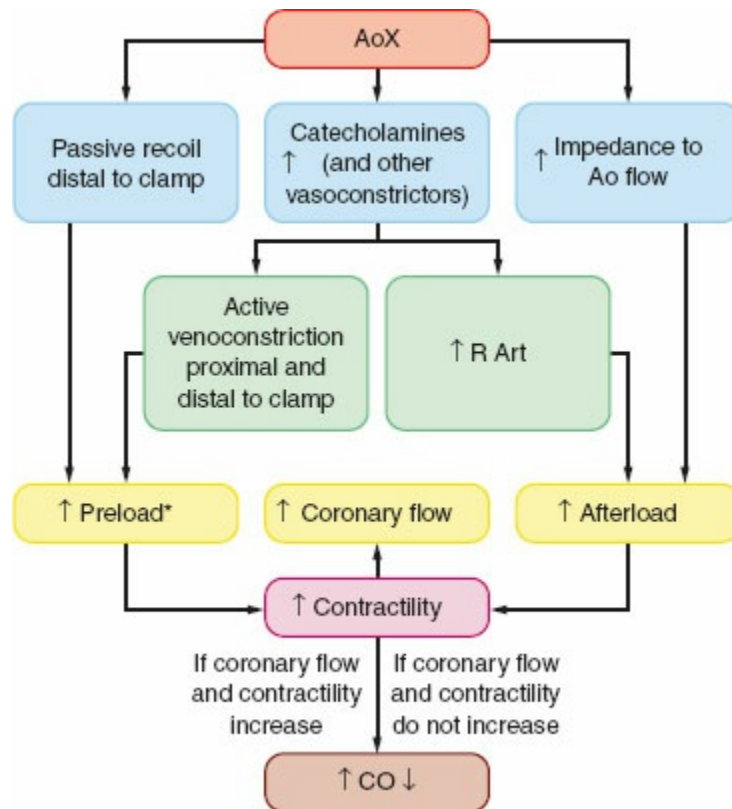 AoX
Passive recoil
distal to clamp
Catecholamines
↑ (and other
vasoconstrictors)
↑ Impedance to
Ao flow
Active
venoconstriction
proximal and
distal to clamp
↑ R Art
↑ Preload*
↑ Coronary flow
↑ Afterload
↑ Contractility
If coronary flow
and contractility
increase
If coronary flow
and contractility
do not increase
↑ CO ↓